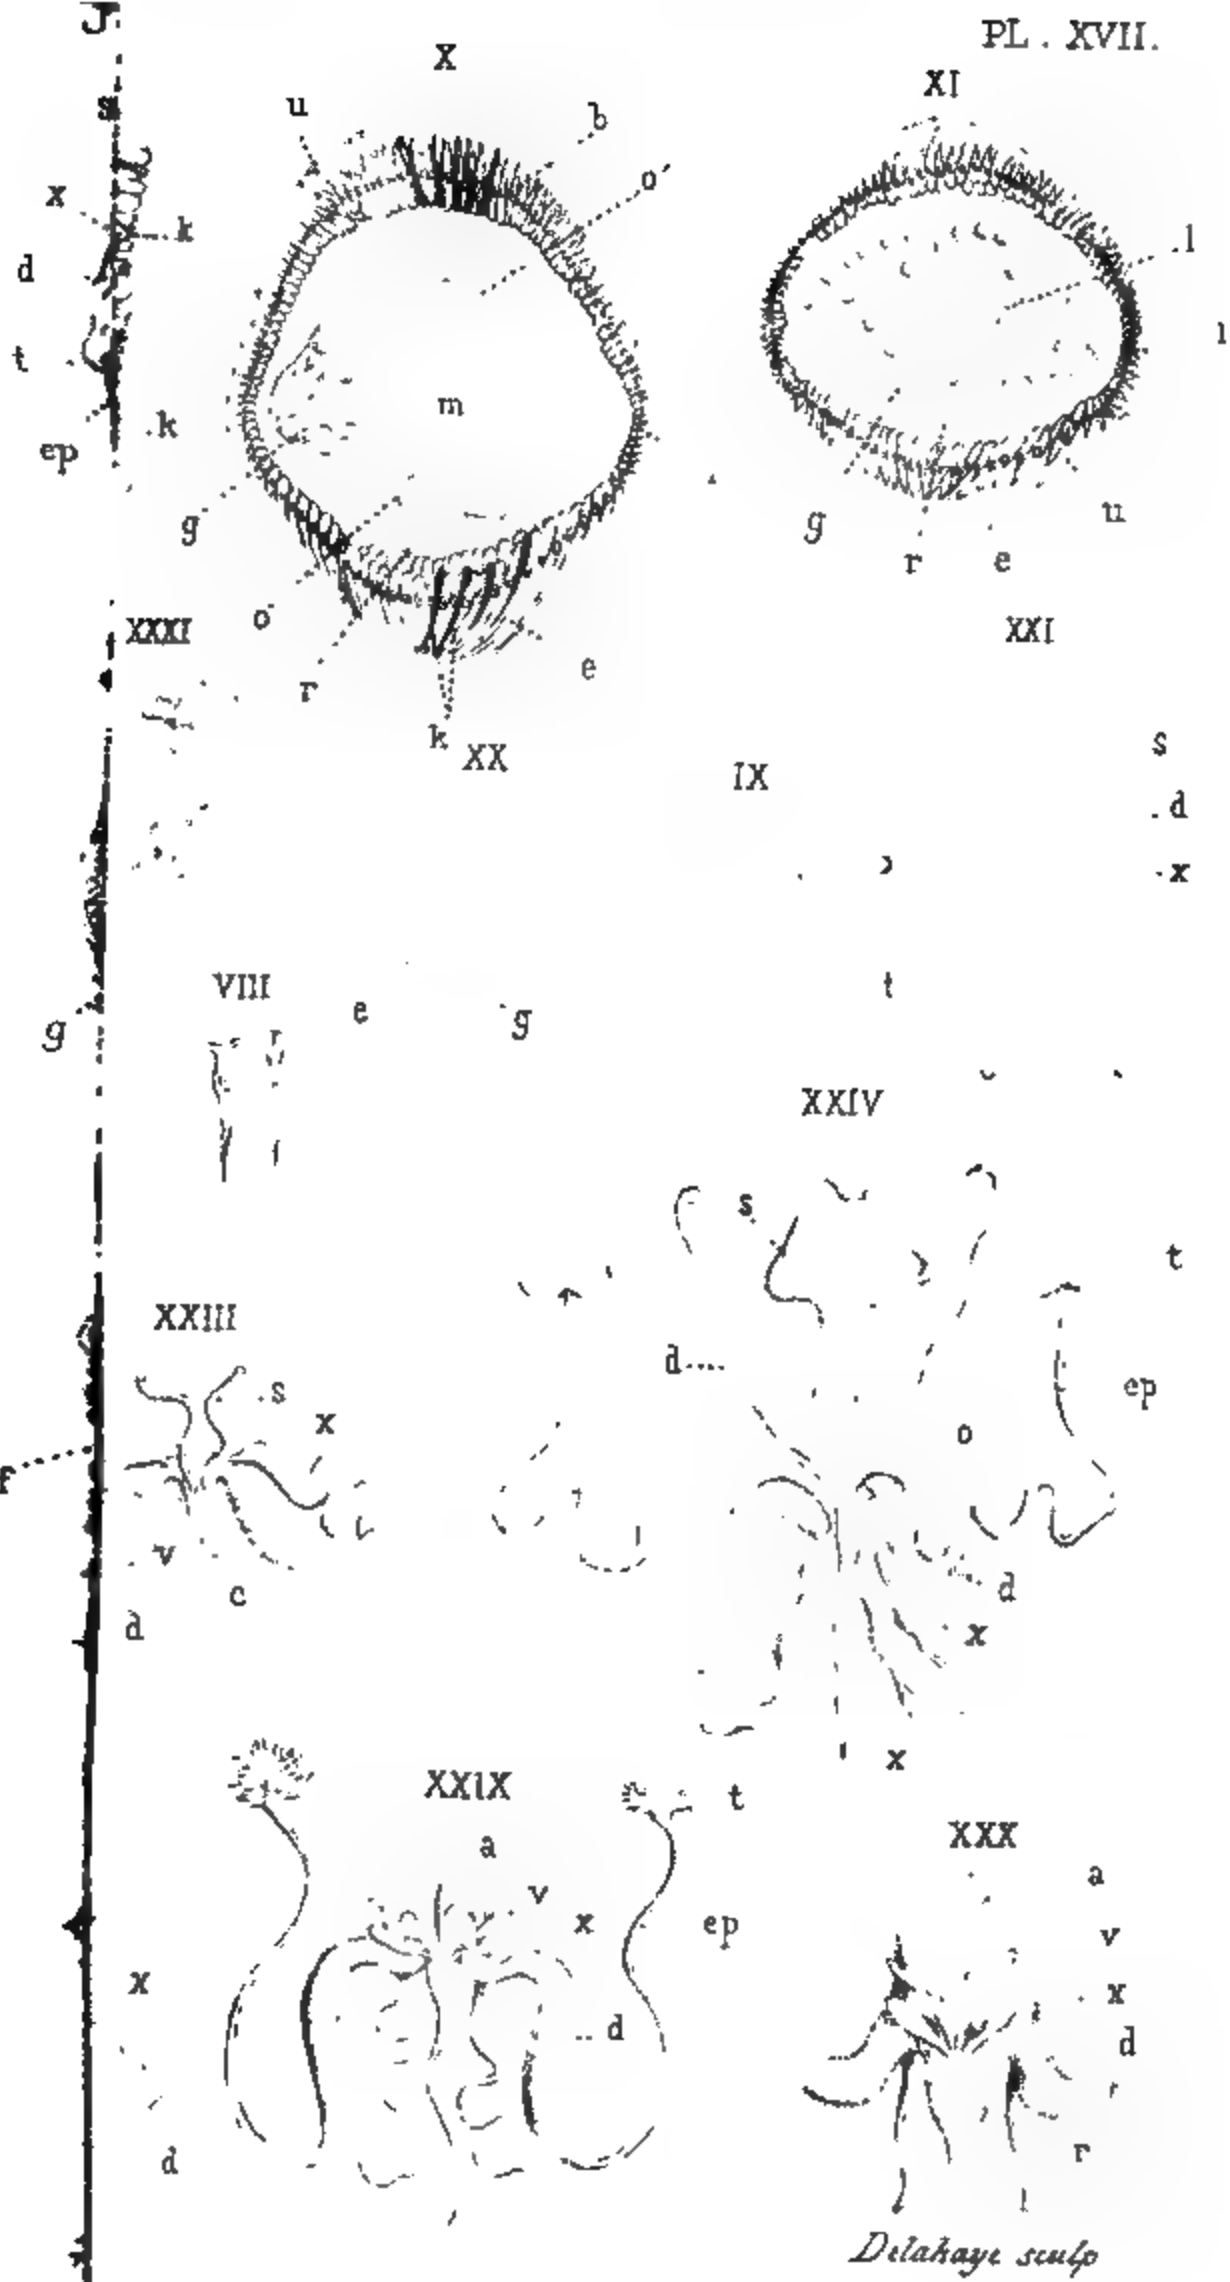 PL. XVII.
X
XI
u
b
s
o
x
k
l
d
l
t
m
k
ep
g
g
u
r
e
o
XXXI
XXI
r
e
k
XX
IX
s
d
x
VIII
e
g
t
g
XXIV
s
t
XXIII
d
s
ep
x
o
f
v
d
c
d
x
x
XXIX
t
XXX
a
a
v
x
ep
v
x
x
d
d
d
r
Delahaye sculp